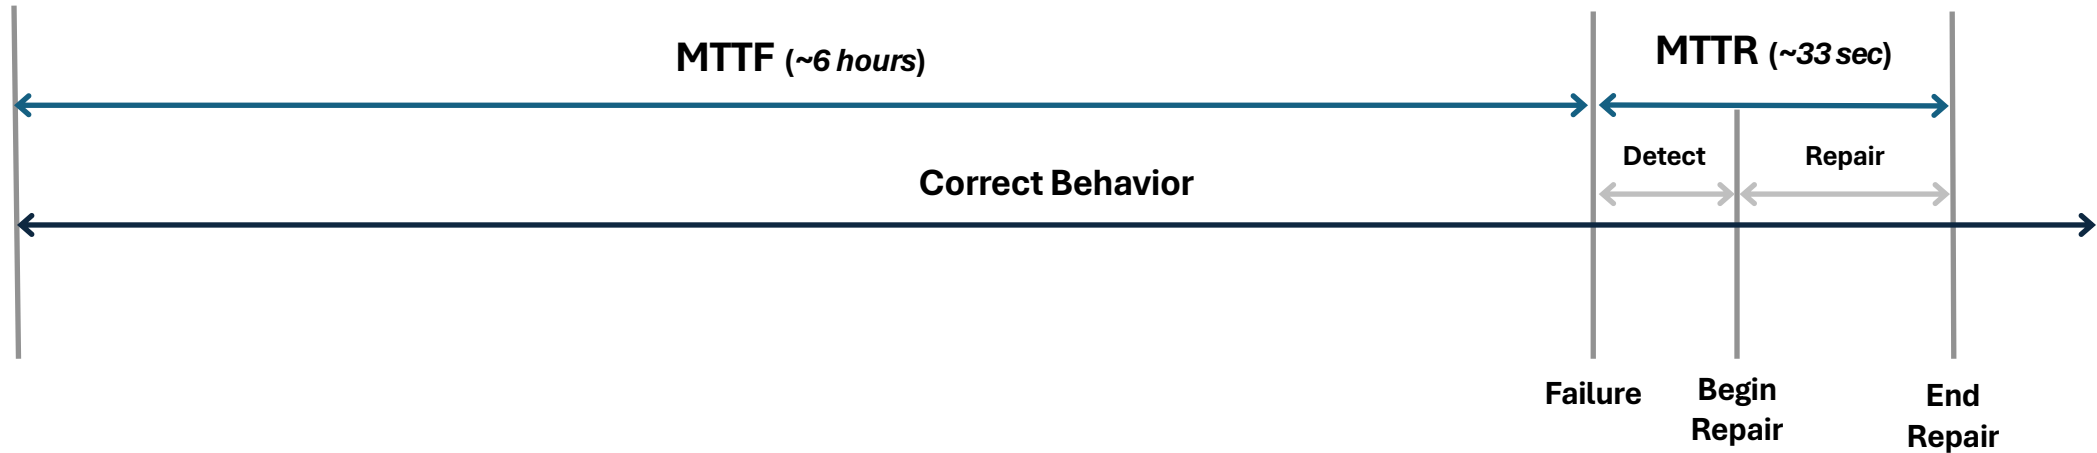 MTTF (~6 hours)
MTTR (~33 sec)
Detect
Repair
Correct Behavior
Failure
Begin
Repair
End
Repair